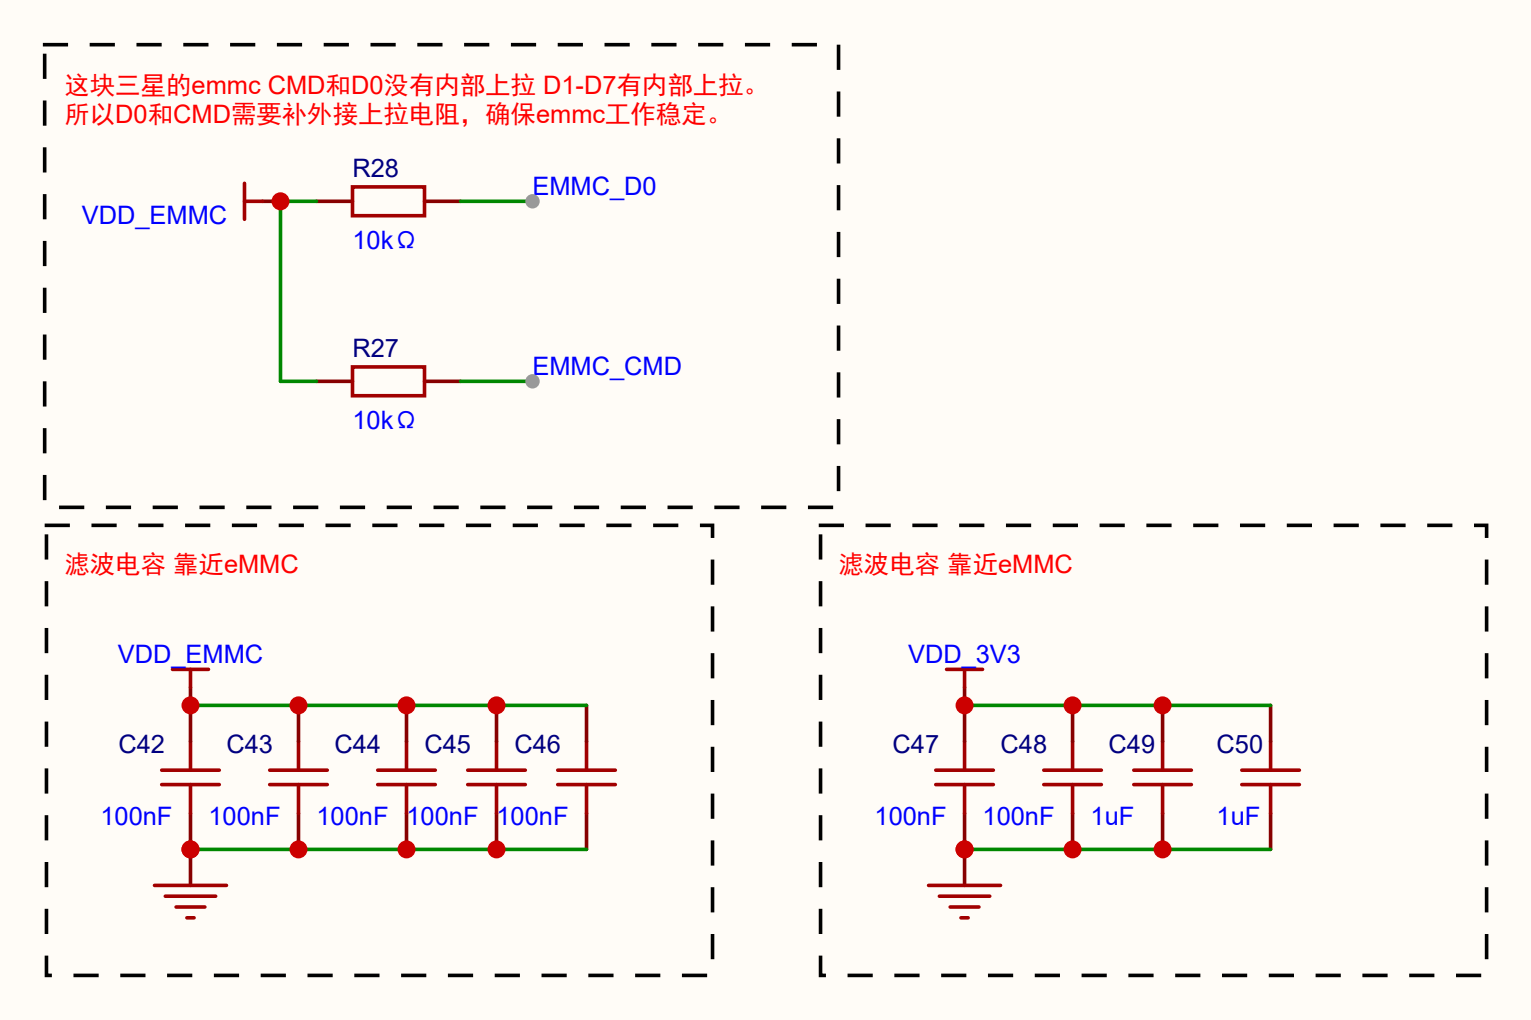 这块三星的emmc CMD和D0没有内部上拉 D1-D7有内部上拉。
所以D0和CMD需要补外接上拉电阻，确保emmc工作稳定。
R28
EMMC_D0
VDD_EMMC
10kΩ
R27
EMMC_CMD
10kΩ
滤波电容 靠近eMMC
VDD_EMMC
C42 C43 C44 C45 C46
100nF 100nF 100nF 100nF 100nF
滤波电容 靠近eMMC
VDD_3V3
C47 C48 C49 C50
100nF 100nF 1uF 1uF